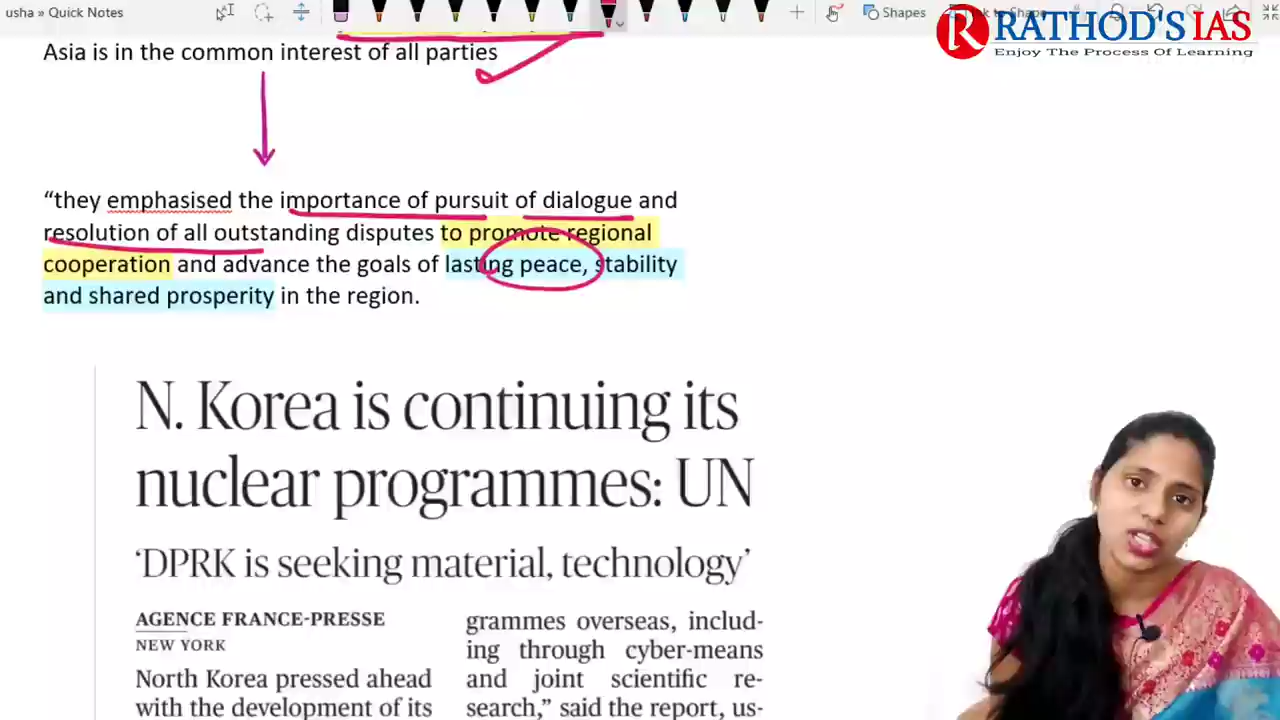 usha » Quick Notes
Shapes
RATHOD'S IAS
Enjoy The Process Of Learning
Asia is in the common interest of all parties
“they emphasised the importance of pursuit of dialogue and
resolution of all outstanding disputes to promote regional
cooperation and advance the goals of lasting peace, stability
and shared prosperity in the region.
N. Korea is continuing its
nuclear programmes: UN
‘DPRK is seeking material, technology’
AGENCE FRANCE-PRESSE
NEW YORK
North Korea pressed ahead
with the development of its
grammes overseas, includ-
ing through cyber-means
and joint scientific re-
search,” said the report, us-